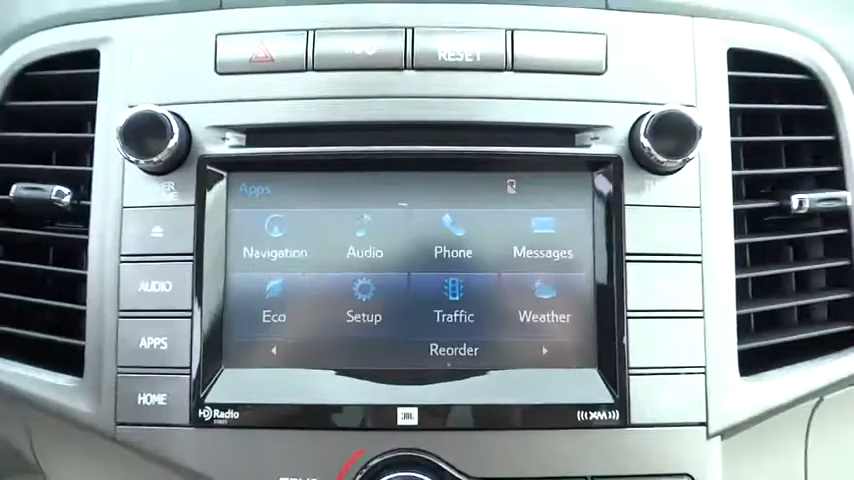 RESET
Apps
Navigation Audio Phone Messages
Eco Setup Traffic Weather
Reorder
AUDIO
APPS
HOME
HD Radio
JBL
((XM))